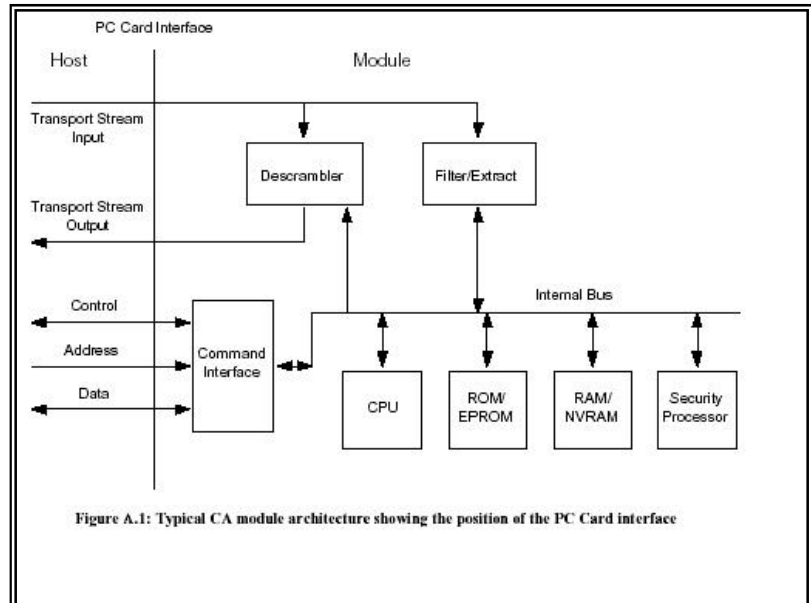 PC Card Interface
Host
Module
Transport Stream
Input
Descrambler
Filter/Extract
Transport Stream
Output
Internal Bus
Control
Address
Data
Command
Interface
CPU
ROM/
EPROM
RAM/
NVRAM
Security
Processor
Figure A.1: Typical CA module architecture showing the position of the PC Card interface